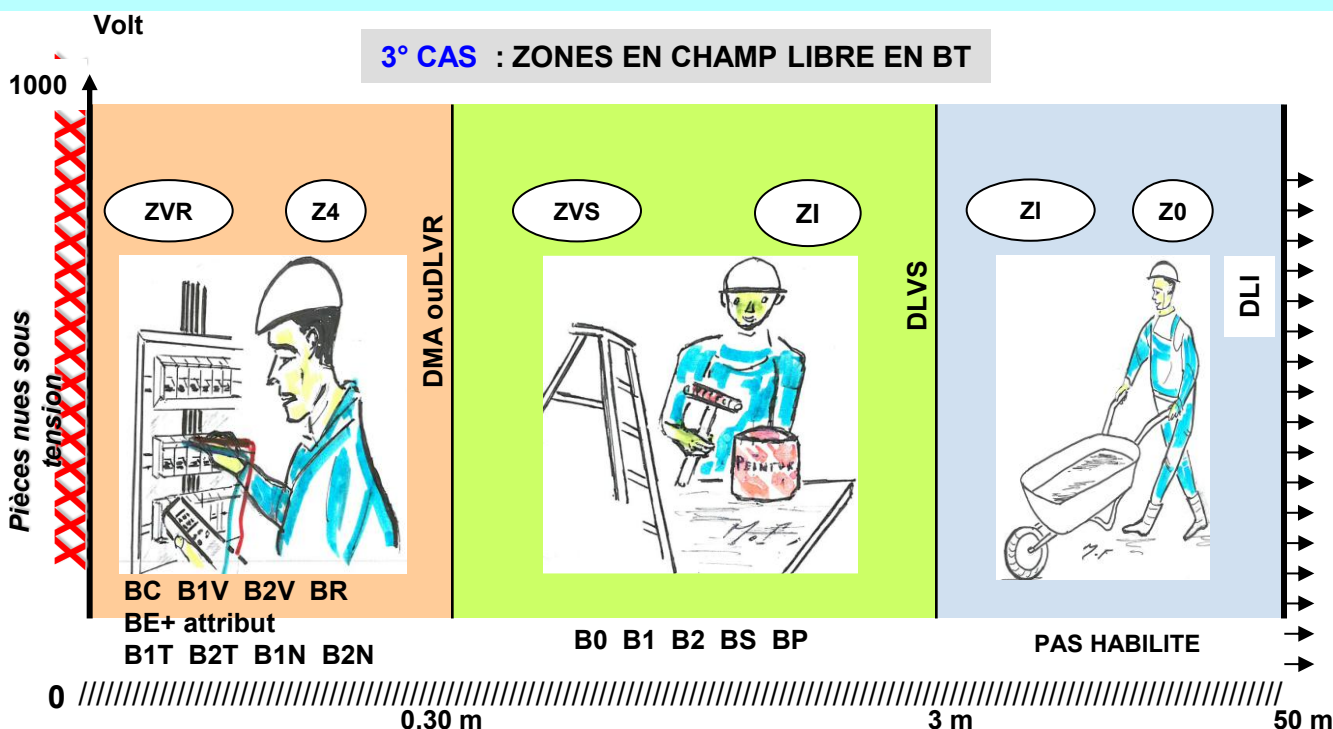 Volt
3° CAS : ZONES EN CHAMP LIBRE EN BT
1000
ZVR
Z4
ZVS
ZI
ZI
Z0
DMA ouDLVR
DLVS
DLI
Pièces nues sous
tension
PEINTUR
BC B1V B2V BR
BE+ attribut
B1T B2T B1N B2N
B0 B1 B2 BS BP
PAS HABILITE
0
0.30 m
3 m
50 m